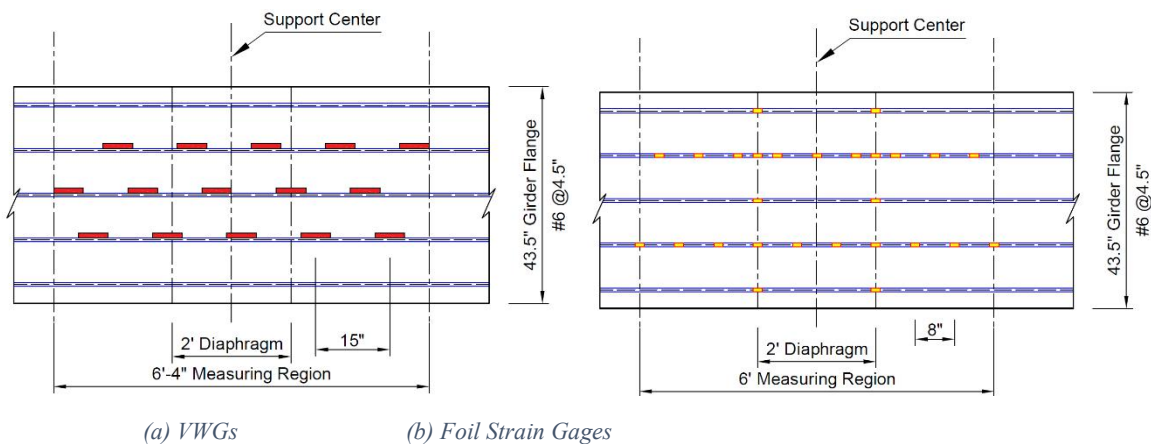 Support Center
43.5" Girder Flange
#6 @4.5"
2' Diaphragm
15"
6'-4" Measuring Region
Support Center
43.5" Girder Flange
#6 @4.5"
2' Diaphragm
8"
6' Measuring Region
(a) VWGs
(b) Foil Strain Gages